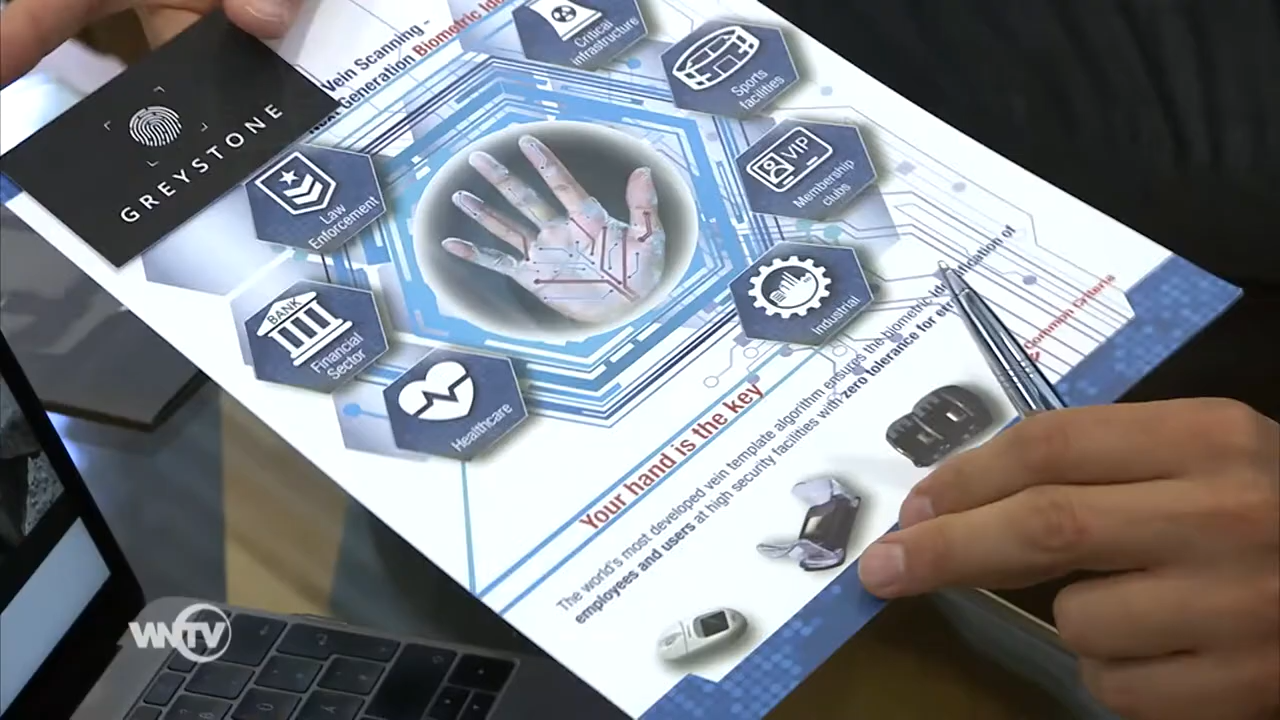 Vein Scanning -
Generation Biometric
GREYSTONE
Critical
infrastructure
Sports
facilities
VIP
Membership
clubs
Industrial
Law
Enforcement
BANK
Financial
Sector
Healthcare
Your hand is the key
The world's most developed vein template algorithm ensures the biometric
employees and users at high security facilities with zero tolerance for
of
Common Criteria
VNTV